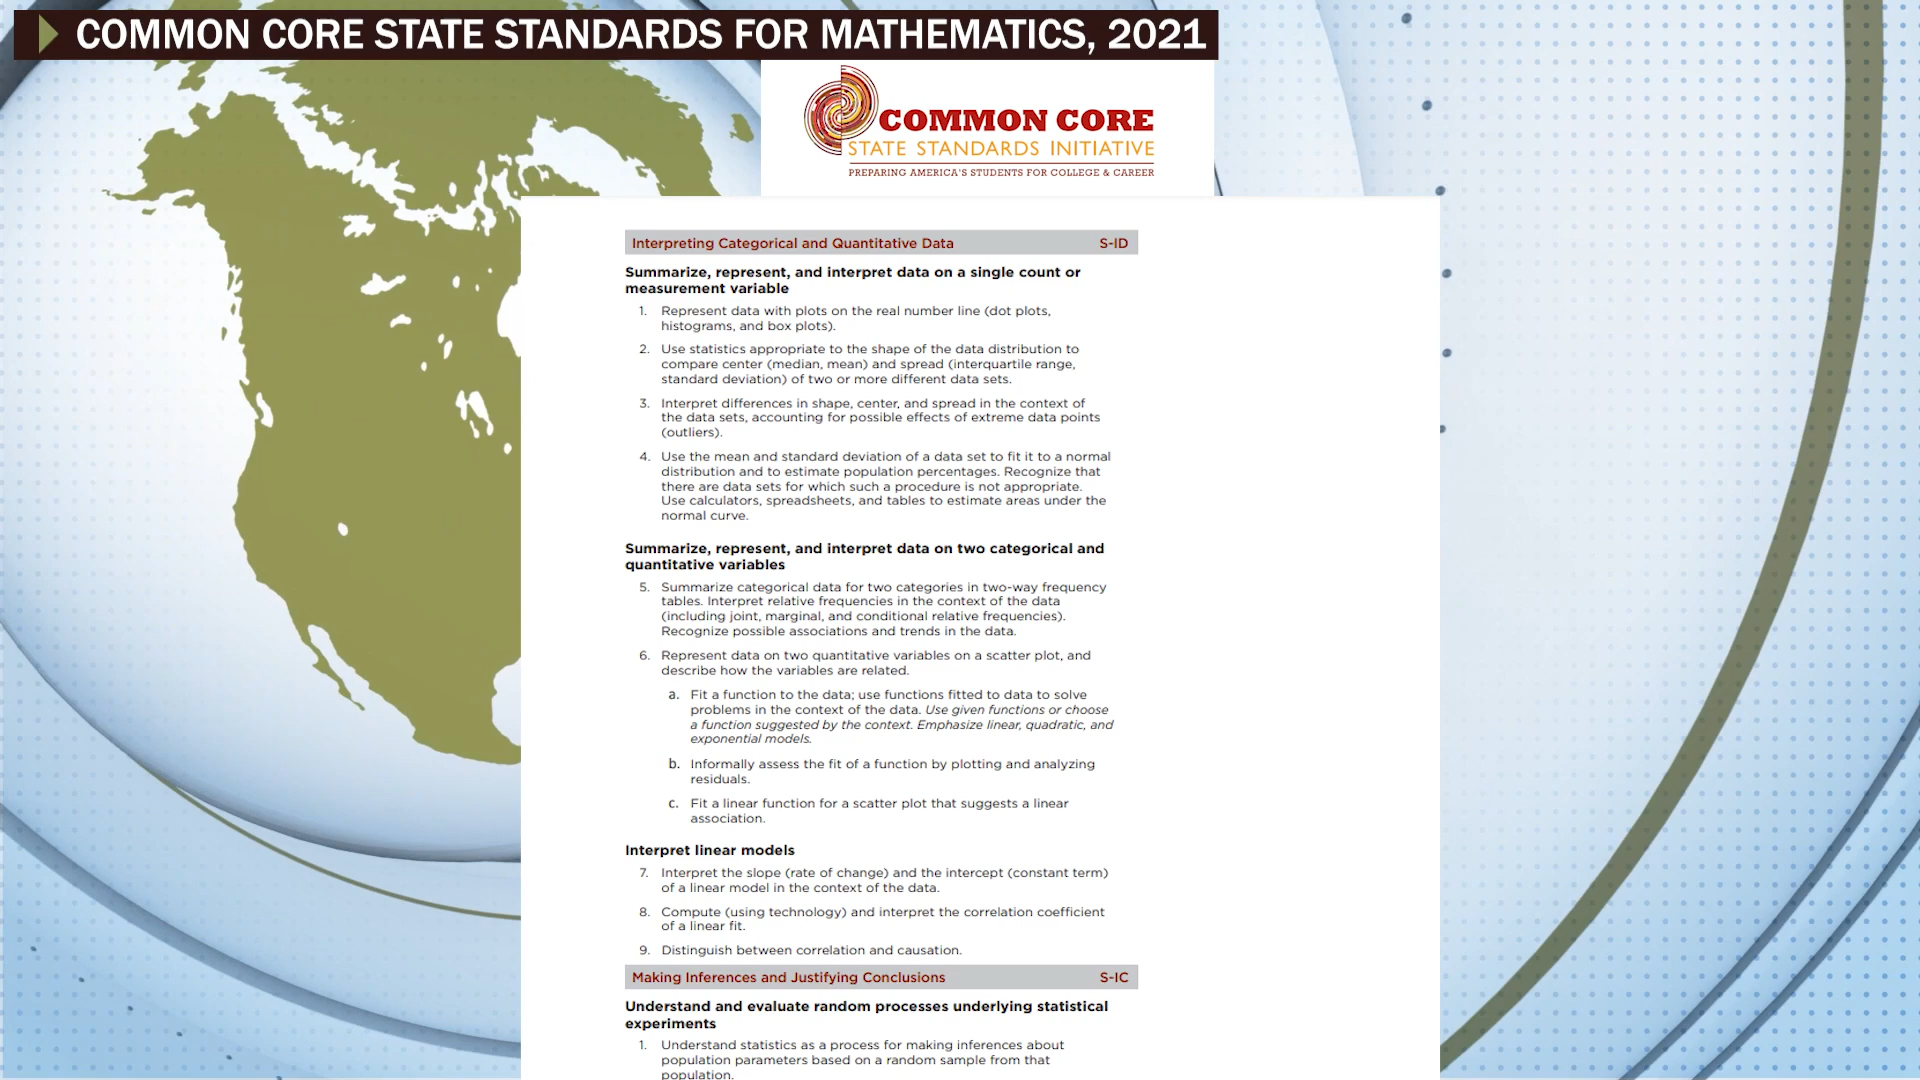 COMMON CORE STATE STANDARDS FOR MATHEMATICS, 2021
COMMON CORE
STATE STANDARDS INITIATIVE
PREPARING AMERICA'S STUDENTS FOR COLLEGE & CAREER
Interpreting Categorical and Quantitative Data S-ID
Summarize, represent, and interpret data on a single count or
measurement variable
1. Represent data with plots on the real number line (dot plots,
histograms, and box plots).
2. Use statistics appropriate to the shape of the data distribution to
compare center (median, mean) and spread (interquartile range,
standard deviation) of two or more different data sets.
3. Interpret differences in shape, center, and spread in the context of
the data sets, accounting for possible effects of extreme data points
(outliers).
4. Use the mean and standard deviation of a data set to fit it to a normal
distribution and to estimate population percentages. Recognize that
there are data sets for which such a procedure is not appropriate.
Use calculators, spreadsheets, and tables to estimate areas under the
normal curve.
Summarize, represent, and interpret data on two categorical and
quantitative variables
5. Summarize categorical data for two categories in two-way frequency
tables. Interpret relative frequencies in the context of the data
(including joint, marginal, and conditional relative frequencies).
Recognize possible associations and trends in the data.
6. Represent data on two quantitative variables on a scatter plot, and
describe how the variables are related.
a. Fit a function to the data; use functions fitted to data to solve
problems in the context of the data. Use given functions or choose
a function suggested by the context. Emphasize linear, quadratic, and
exponential models.
b. Informally assess the fit of a function by plotting and analyzing
residuals.
c. Fit a linear function for a scatter plot that suggests a linear
association.
Interpret linear models
7. Interpret the slope (rate of change) and the intercept (constant term)
of a linear model in the context of the data.
8. Compute (using technology) and interpret the correlation coefficient
of a linear fit.
9. Distinguish between correlation and causation.
Making Inferences and Justifying Conclusions S-IC
Understand and evaluate random processes underlying statistical
experiments
1. Understand statistics as a process for making inferences about
population parameters based on a random sample from that
population.